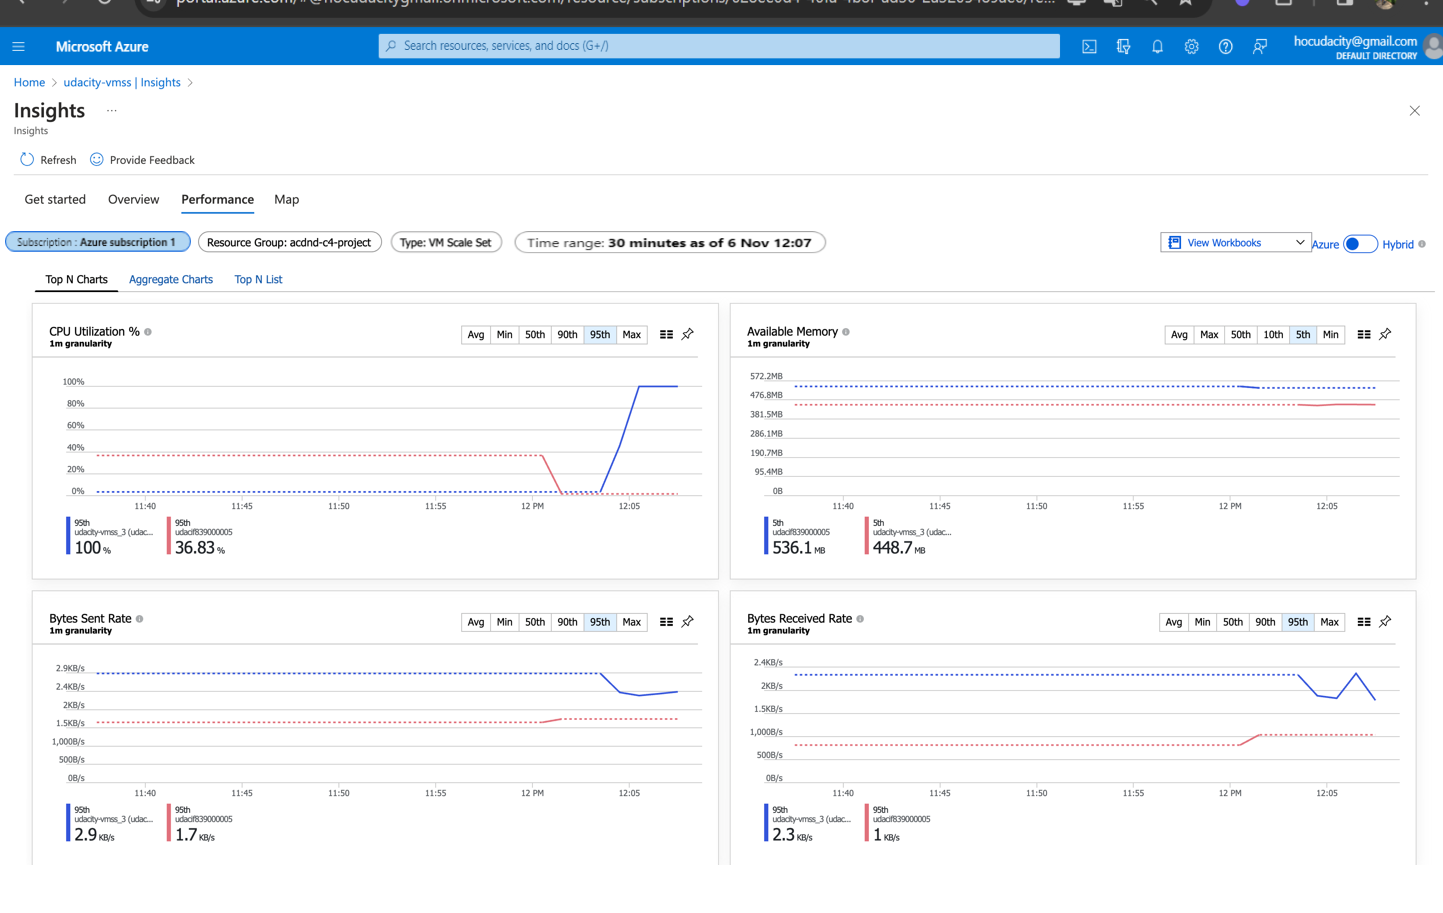 Microsoft Azure
Search resources, services, and docs (G+/)
hocudacity@gmail.com
DEFAULT DIRECTORY
Home > udacity-vmss | Insights >
Insights ...
Insights
Refresh Provide Feedback
Get started Overview Performance Map
Subscription : Azure subscription 1 Resource Group: acdnd-c4-project Type: VM Scale Set Time range: 30 minutes as of 6 Nov 12:07 View Workbooks Azure Hybrid
Top N Charts Aggregate Charts Top N List
CPU Utilization %
1m granularity
Avg Min 50th 90th 95th Max
100%
80%
60%
40%
20%
0%
11:40 11:45 11:50 11:55 12 PM 12:05
95th
udacity-vmss_3 (udac...
100 %
95th
udacif839000005
36.83 %
Available Memory
1m granularity
Avg Max 50th 10th 5th Min
572.2MB
476.8MB
381.5MB
286.1MB
190.7MB
95.4MB
0B
11:40 11:45 11:50 11:55 12 PM 12:05
5th
udacif839000005
536.1 MB
5th
udacity-vmss_3 (udac...
448.7 MB
Bytes Sent Rate
1m granularity
Avg Min 50th 90th 95th Max
2.9KB/s
2.4KB/s
2KB/s
1.5KB/s
1,000B/s
500B/s
0B/s
11:40 11:45 11:50 11:55 12 PM 12:05
95th
udacity-vmss_3 (udac...
2.9 KB/s
95th
udacif839000005
1.7 KB/s
Bytes Received Rate
1m granularity
Avg Min 50th 90th 95th Max
2.4KB/s
2KB/s
1.5KB/s
1,000B/s
500B/s
0B/s
11:40 11:45 11:50 11:55 12 PM 12:05
95th
udacity-vmss_3 (udac...
2.3 KB/s
95th
udacif839000005
1 KB/s